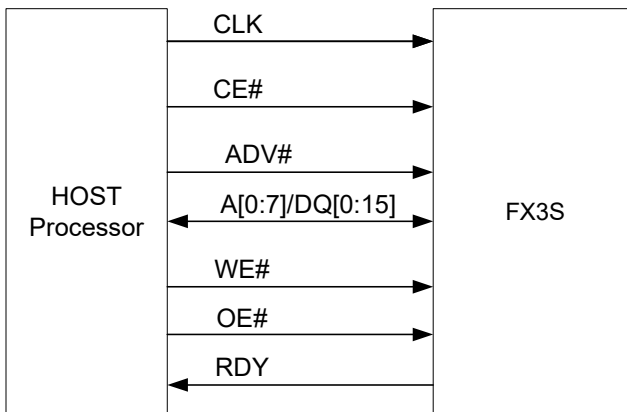 CLK
CE#
ADV#
A[0:7]/DQ[0:15]
HOST
Processor
FX3S
WE#
OE#
RDY